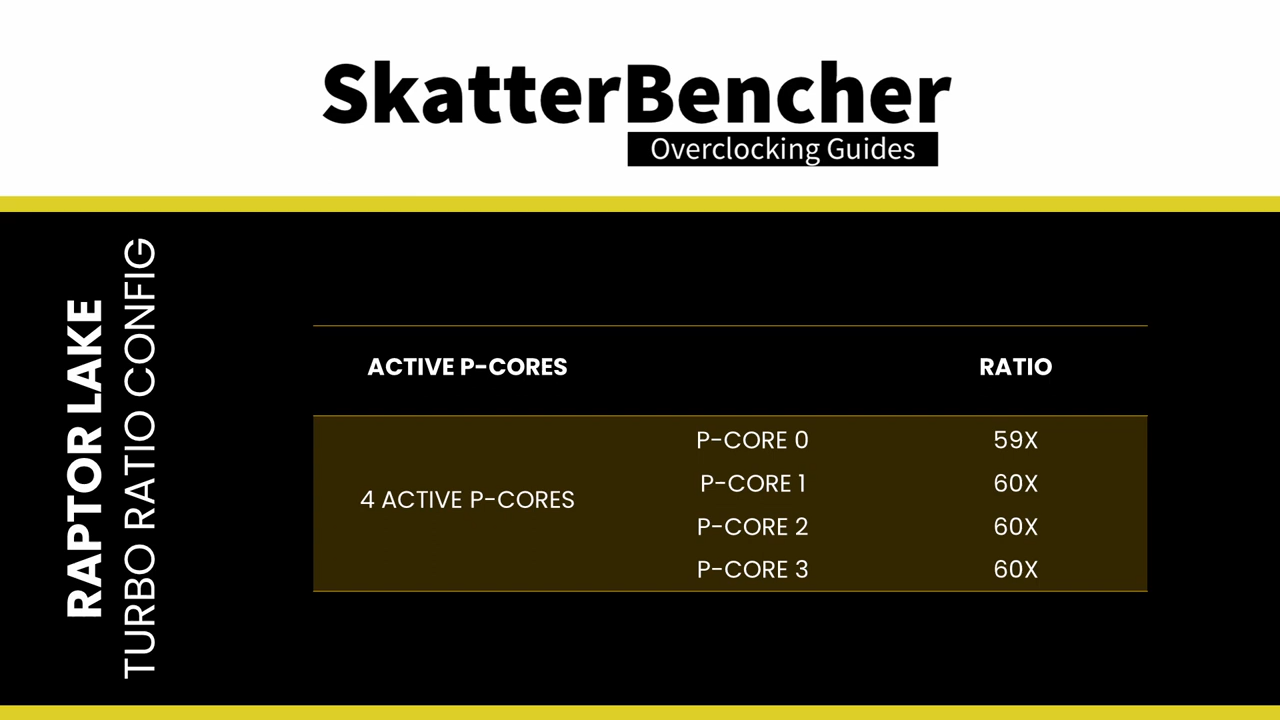 SkatterBencher
Overclocking Guides
RAPTOR LAKE
TURBO RATIO CONFIG
ACTIVE P-CORES RATIO
4 ACTIVE P-CORES
P-CORE 0 59X
P-CORE 1 60X
P-CORE 2 60X
P-CORE 3 60X